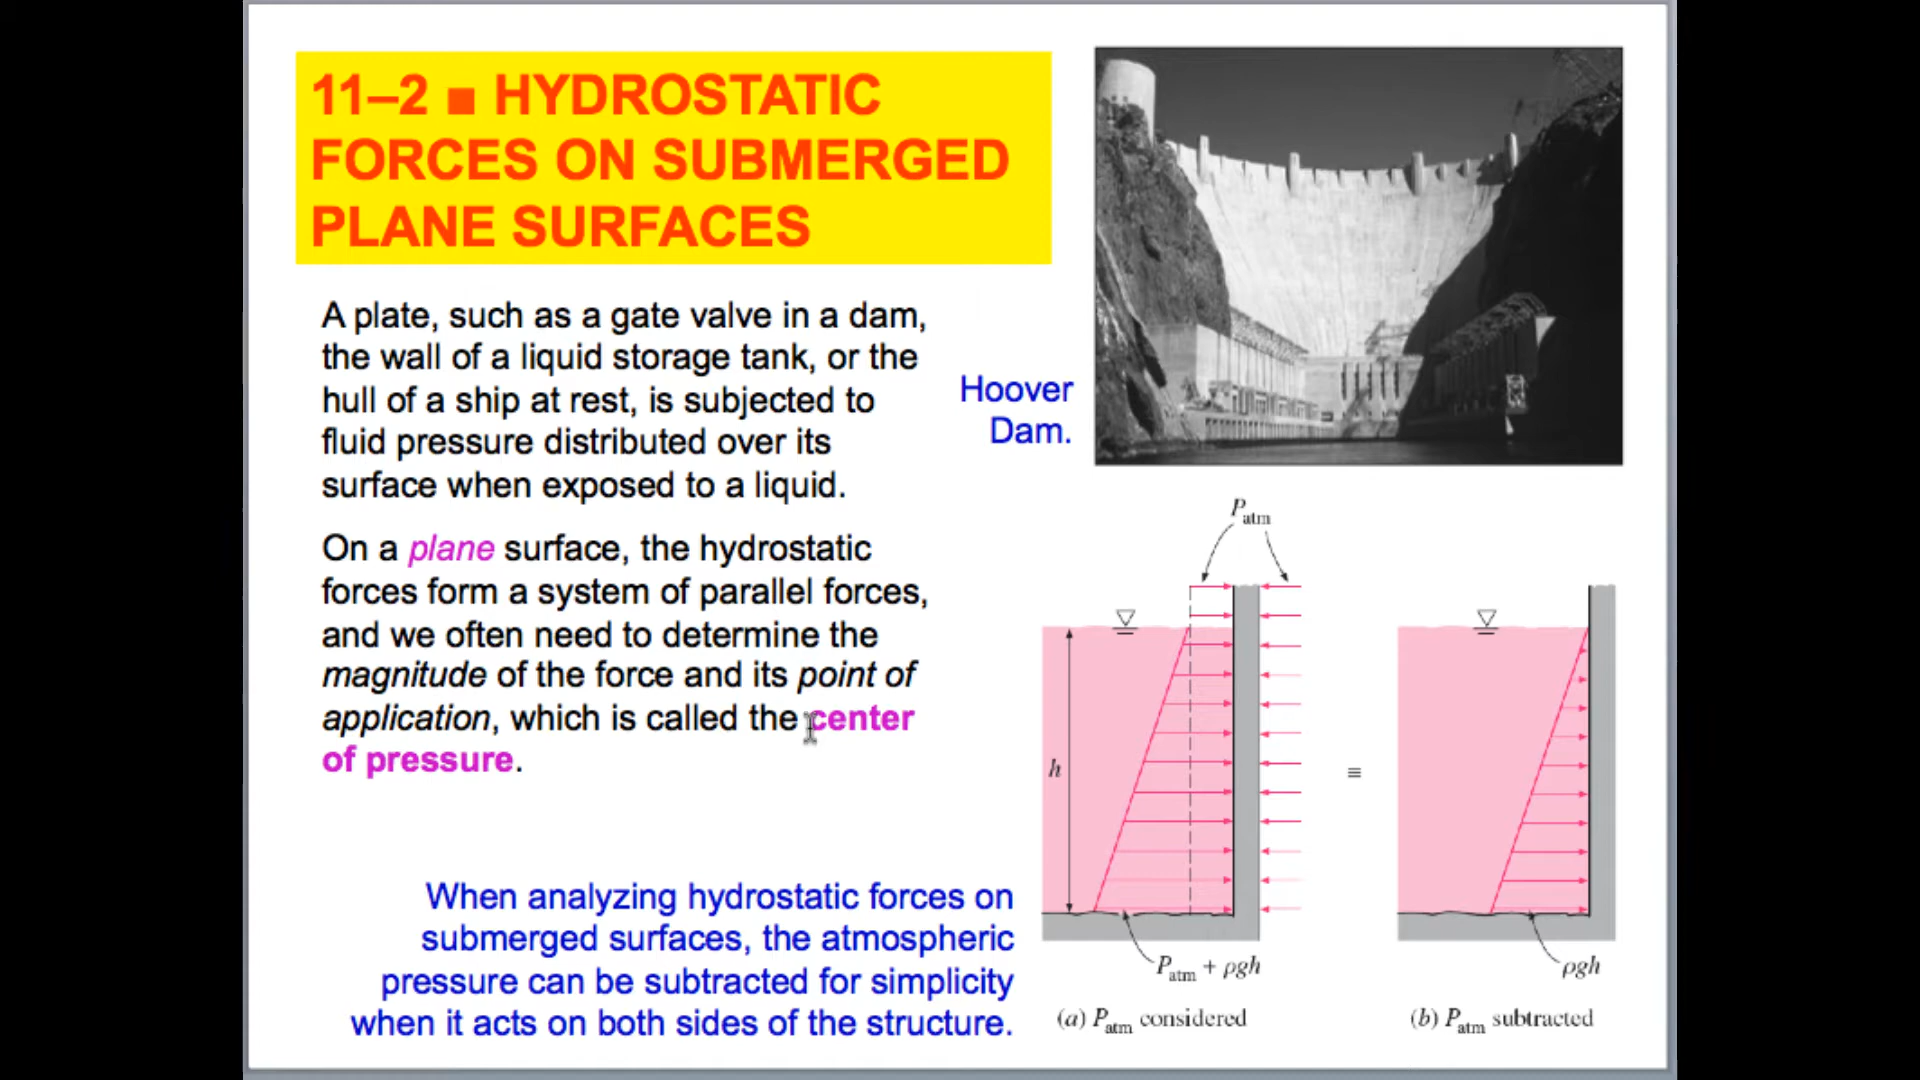 11–2 ■ HYDROSTATIC
FORCES ON SUBMERGED
PLANE SURFACES
A plate, such as a gate valve in a dam,
the wall of a liquid storage tank, or the
hull of a ship at rest, is subjected to
fluid pressure distributed over its
surface when exposed to a liquid.
On a plane surface, the hydrostatic
forces form a system of parallel forces,
and we often need to determine the
magnitude of the force and its point of
application, which is called the center
of pressure.
Hoover
Dam.
When analyzing hydrostatic forces on
submerged surfaces, the atmospheric
pressure can be subtracted for simplicity
when it acts on both sides of the structure.
Patm
h
≡
Patm + ρgh
ρgh
(a) Patm considered
(b) Patm subtracted